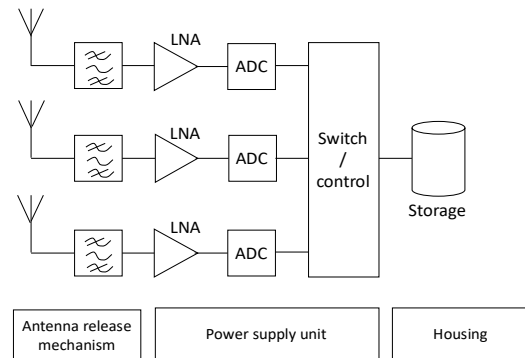 LNA
ADC
LNA
ADC
Switch
/
control
Storage
LNA
ADC
Antenna release
mechanism
Power supply unit
Housing